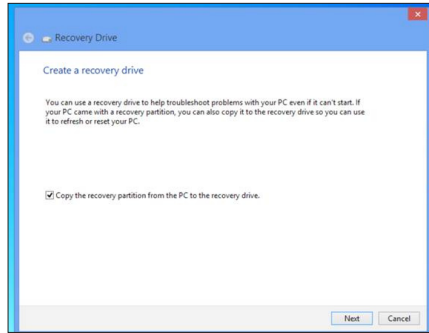 Recovery Drive
Create a recovery drive
You can use a recovery drive to help troubleshoot problems with your PC even if it can't start. If
your PC came with a recovery partition, you can also copy it to the recovery drive so you can use
it to refresh or reset your PC.
Copy the recovery partition from the PC to the recovery drive.
Next
Cancel